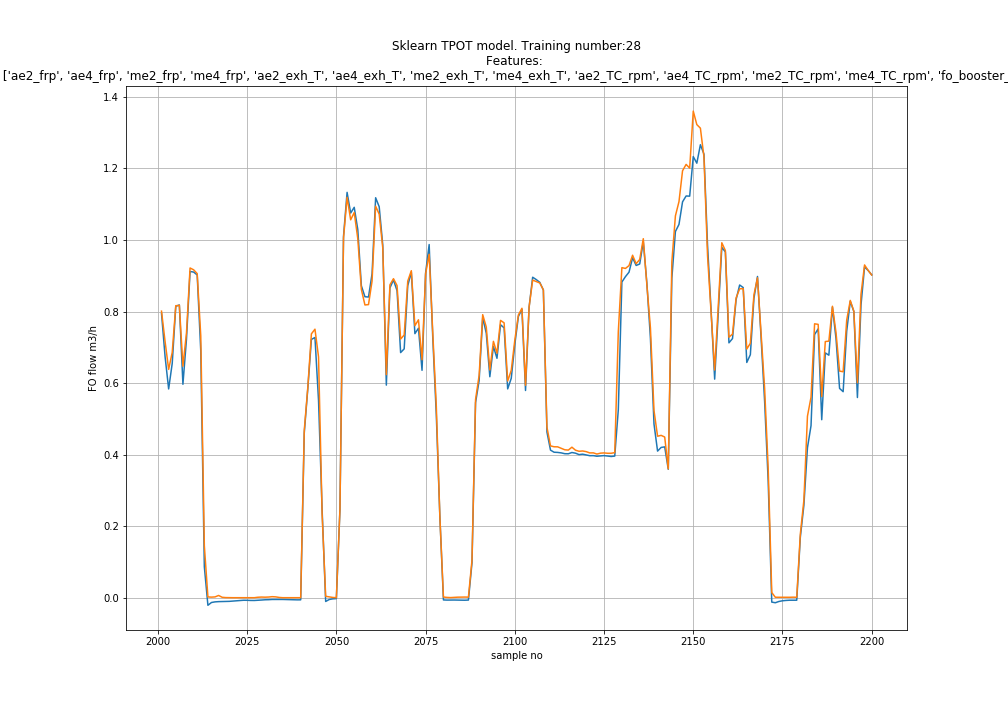 Sklearn TPOT model. Training number:28
Features:
['ae2_frp', 'ae4_frp', 'me2_frp', 'me4_frp', 'ae2_exh_T', 'ae4_exh_T', 'me2_exh_T', 'me4_exh_T', 'ae2_TC_rpm', 'ae4_TC_rpm', 'me2_TC_rpm', 'me4_TC_rpm', 'fo_booster_
1.4
1.2
1.0
0.8
0.6
0.4
0.2
0.0
FO flow m3/h
2000 2025 2050 2075 2100 2125 2150 2175 2200
sample no